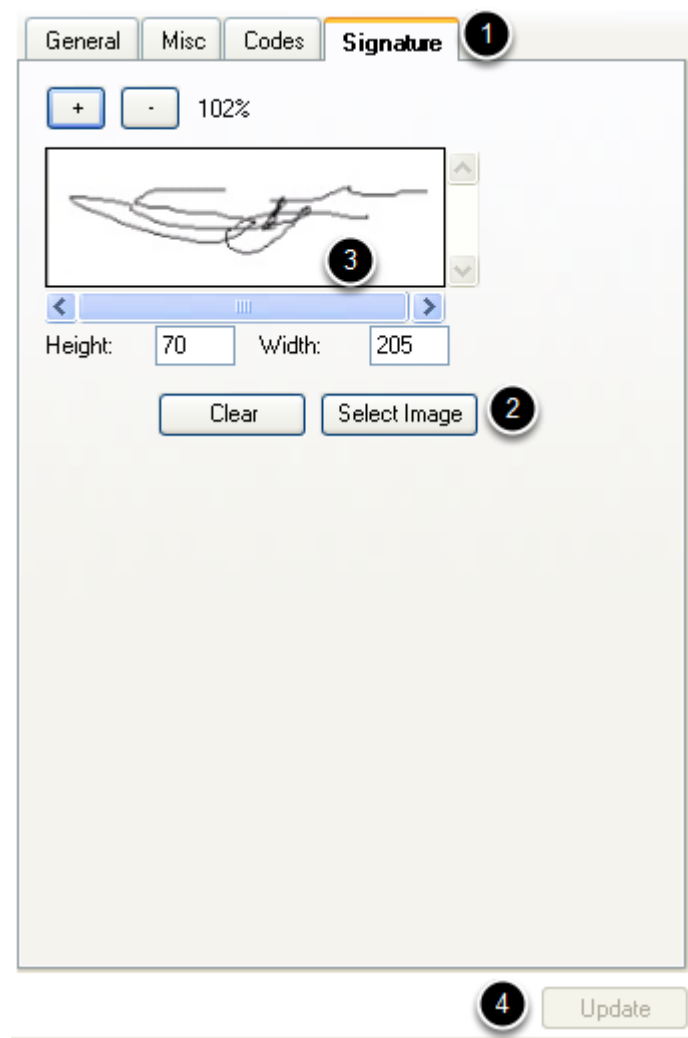 General Misc Codes Signature 1
+ - 102%
3
Height: 70 Width: 205
Clear Select Image 2
4 Update